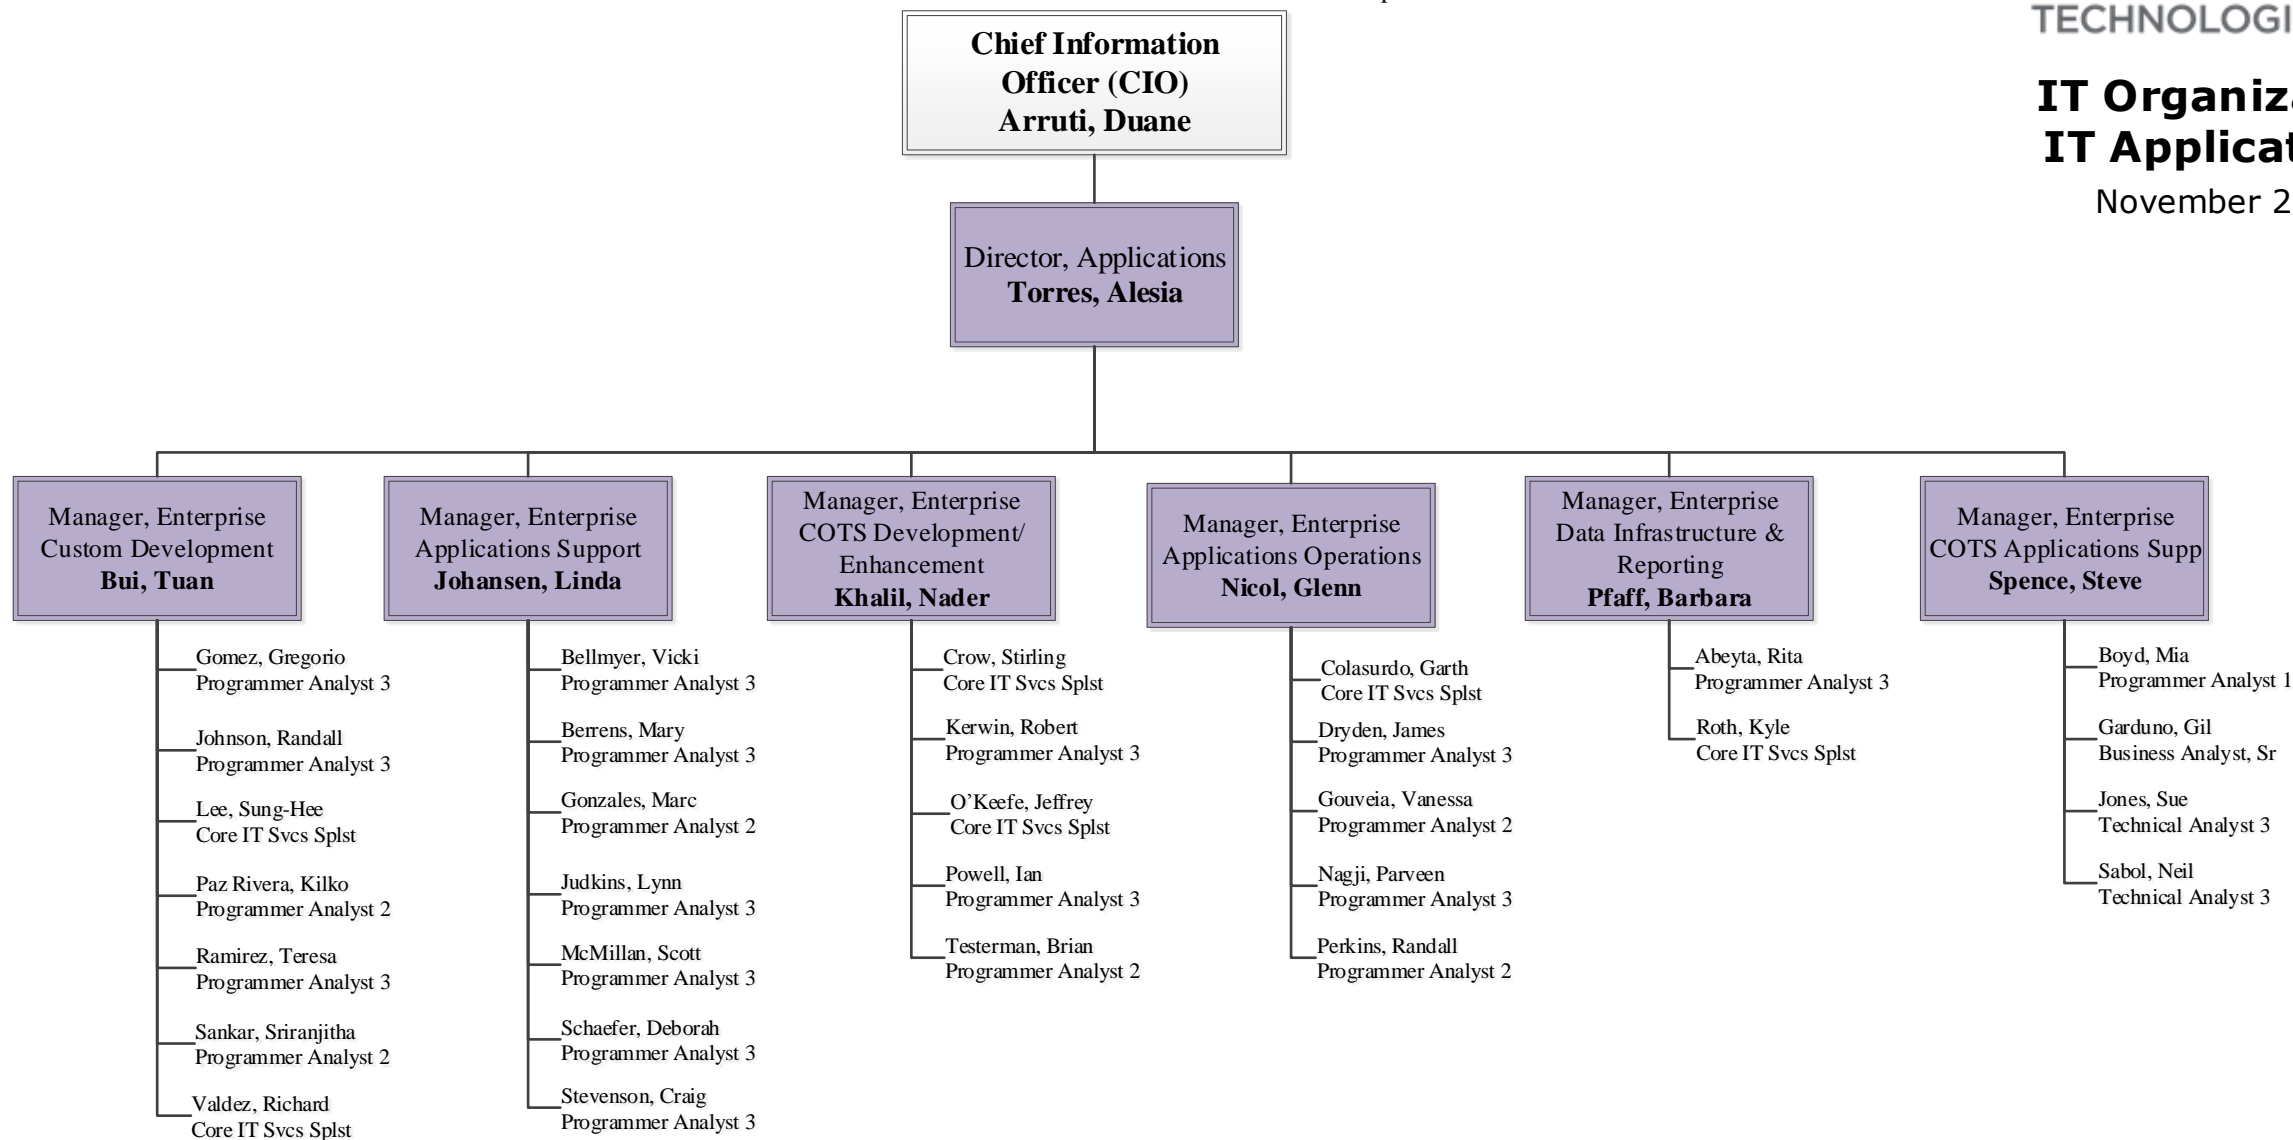 TECHNOLOGI
IT Organiza
IT Applicat
November 2
Chief Information
Officer (CIO)
Arruti, Duane
Director, Applications
Torres, Alesia
Manager, Enterprise
Custom Development
Bui, Tuan
Gomez, Gregorio
Programmer Analyst 3
Johnson, Randall
Programmer Analyst 3
Lee, Sung-Hee
Core IT Svcs Splst
Paz Rivera, Kilko
Programmer Analyst 2
Ramirez, Teresa
Programmer Analyst 3
Sankar, Sriranjitha
Programmer Analyst 2
Valdez, Richard
Core IT Svcs Splst
Manager, Enterprise
Applications Support
Johansen, Linda
Bellmyer, Vicki
Programmer Analyst 3
Berrens, Mary
Programmer Analyst 3
Gonzales, Marc
Programmer Analyst 2
Judkins, Lynn
Programmer Analyst 3
McMillan, Scott
Programmer Analyst 3
Schaefer, Deborah
Programmer Analyst 3
Stevenson, Craig
Programmer Analyst 3
Manager, Enterprise
COTS Development/
Enhancement
Khalil, Nader
Crow, Stirling
Core IT Svcs Splst
Kerwin, Robert
Programmer Analyst 3
O’Keefe, Jeffrey
Core IT Svcs Splst
Powell, Ian
Programmer Analyst 3
Testerman, Brian
Programmer Analyst 2
Manager, Enterprise
Applications Operations
Nicol, Glenn
Colasurdo, Garth
Core IT Svcs Splst
Dryden, James
Programmer Analyst 3
Gouveia, Vanessa
Programmer Analyst 2
Nagji, Parveen
Programmer Analyst 3
Perkins, Randall
Programmer Analyst 2
Manager, Enterprise
Data Infrastructure &
Reporting
Pfaff, Barbara
Abeyta, Rita
Programmer Analyst 3
Roth, Kyle
Core IT Svcs Splst
Manager, Enterprise
COTS Applications Supp
Spence, Steve
Boyd, Mia
Programmer Analyst 1
Garduno, Gil
Business Analyst, Sr
Jones, Sue
Technical Analyst 3
Sabol, Neil
Technical Analyst 3